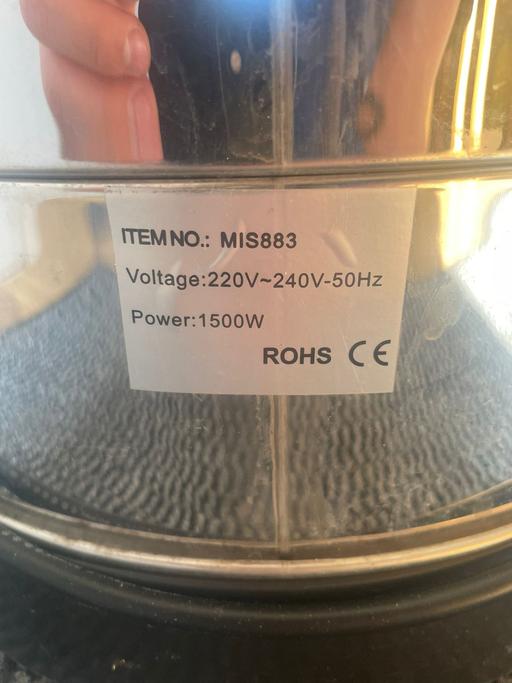 ITEM NO.: MIS883
Voltage:220V~240V-50Hz
Power:1500W
ROHS CE